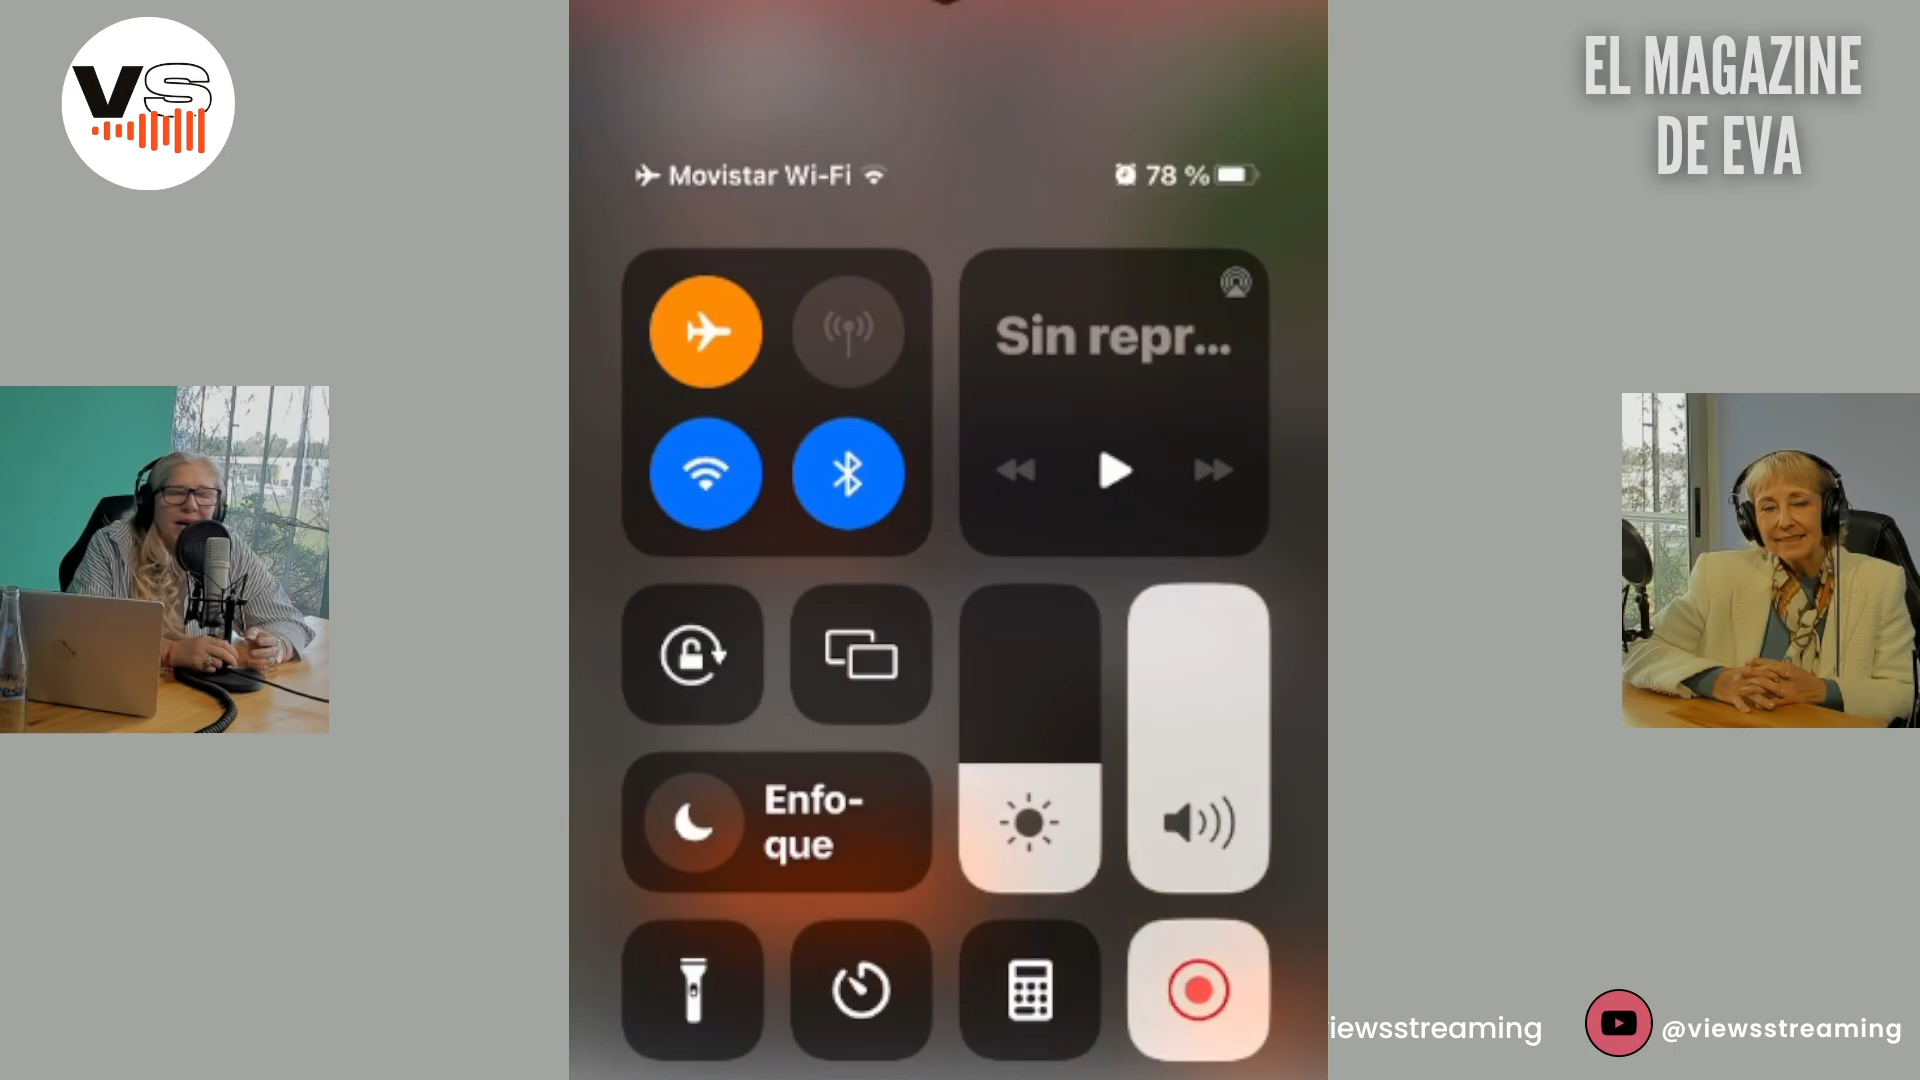 VS
EL MAGAZINE
DE EVA
Movistar Wi-Fi
78 %
Sin repr...
Enfo-
que
iewsstreaming
@viewsstreaming